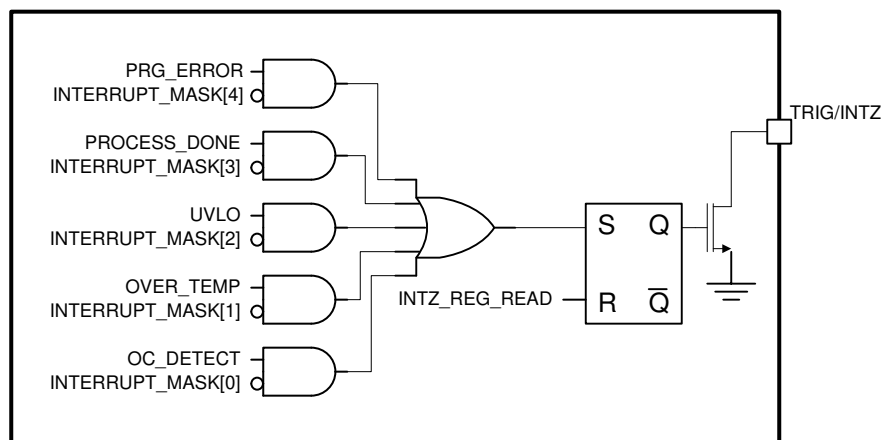 PRG_ERROR
INTERRUPT_MASK[4]
TRIG/INTZ
PROCESS_DONE
INTERRUPT_MASK[3]
UVLO
INTERRUPT_MASK[2]
S Q
OVER_TEMP
INTERRUPT_MASK[1]
INTZ_REG_READ
R Q̅
OC_DETECT
INTERRUPT_MASK[0]